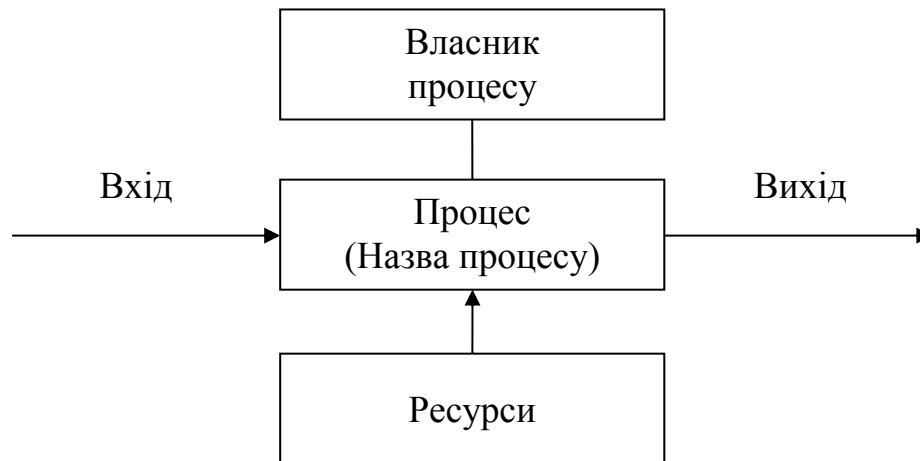 Власник
процесу
Вхід
Вихід
Процес
(Назва процесу)
Ресурси